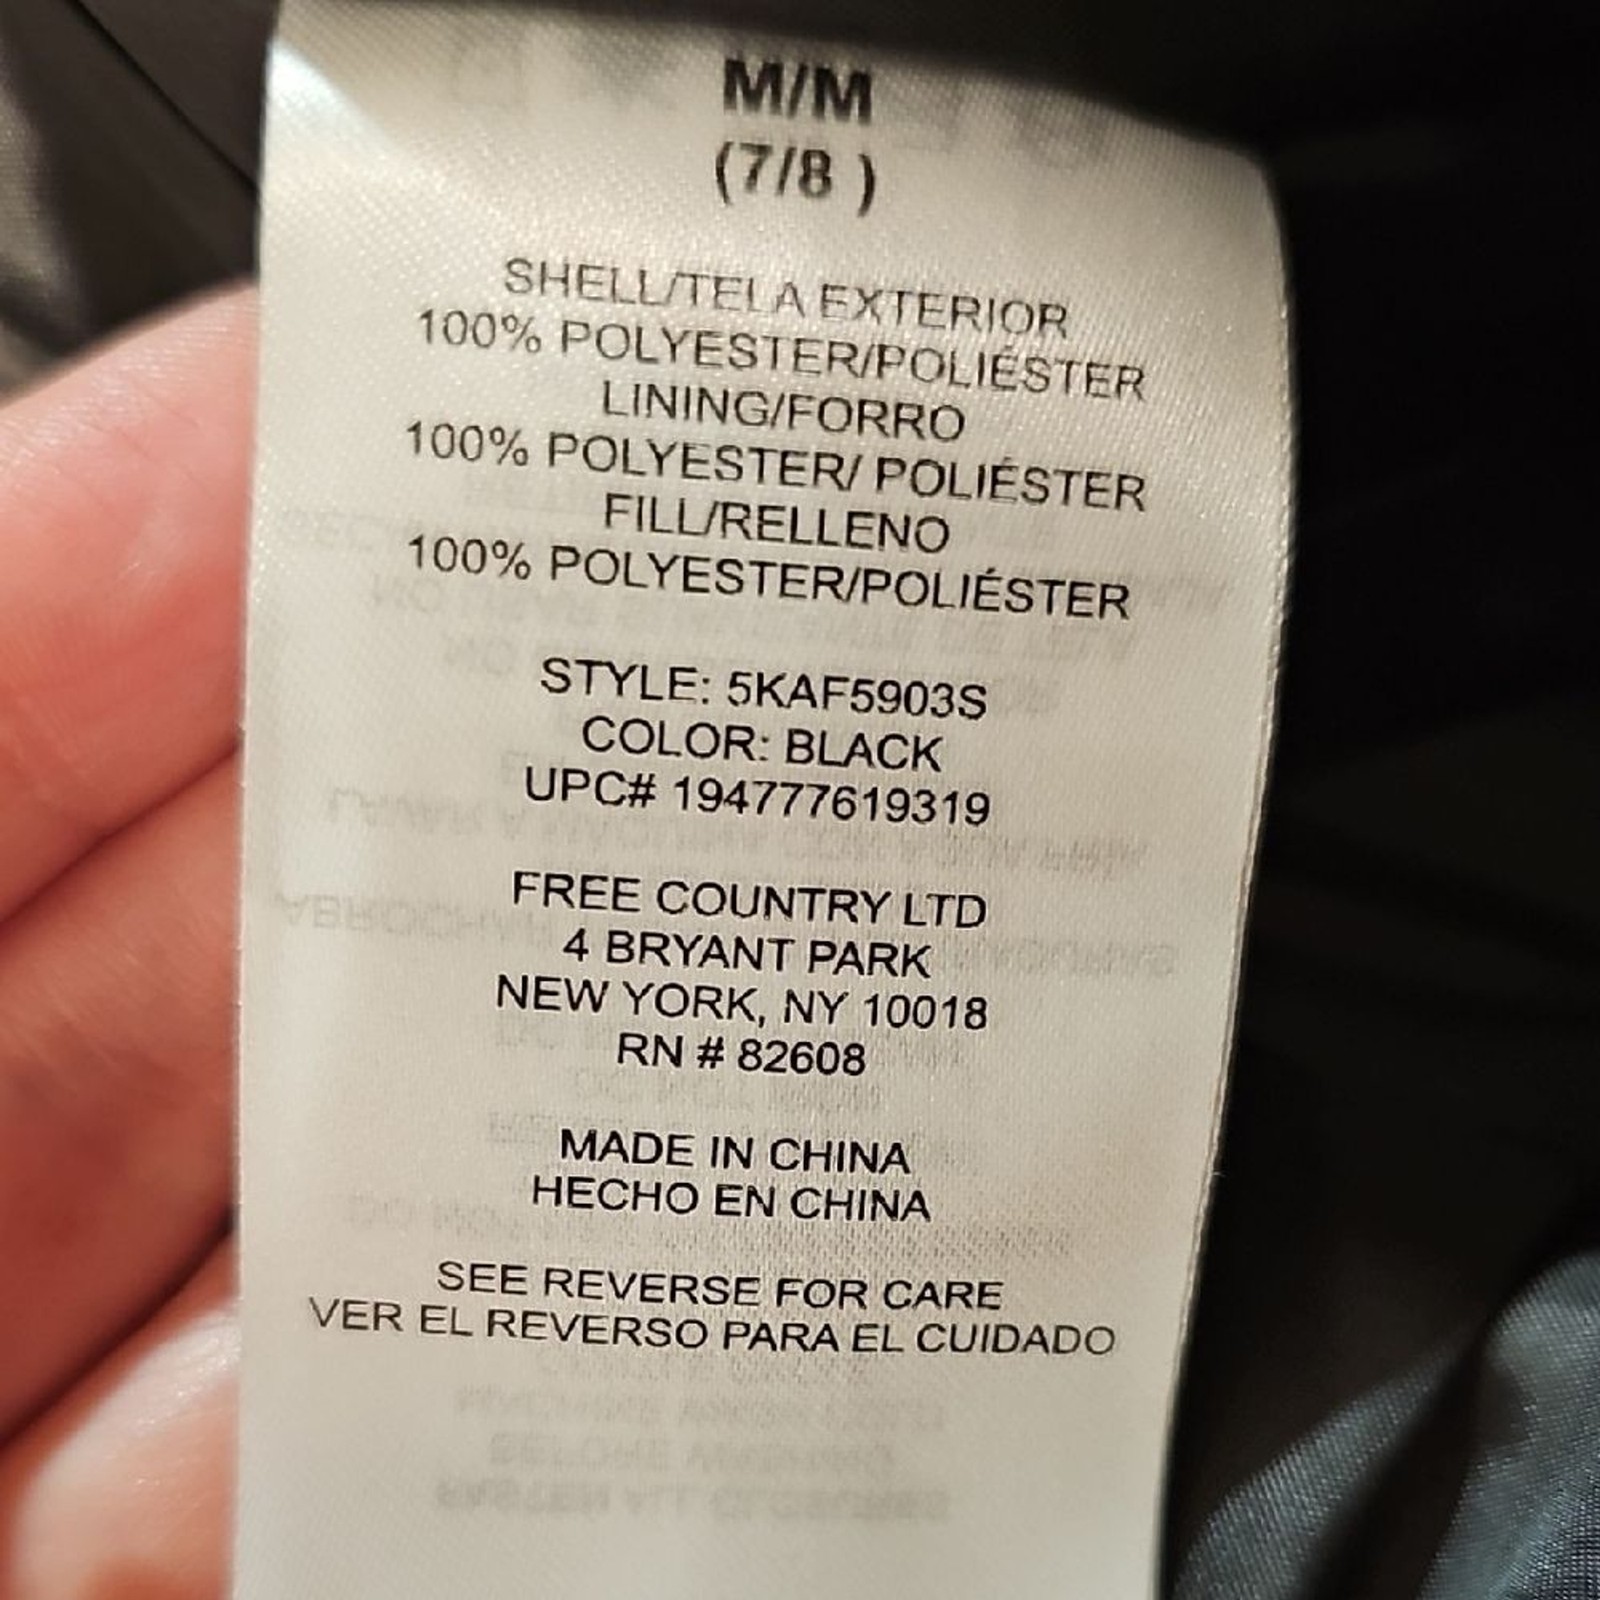 M/M
(7/8 )
SHELL/TELA EXTERIOR
100% POLYESTER/POLIÉSTER
LINING/FORRO
100% POLYESTER/ POLIÉSTER
FILL/RELLENO
100% POLYESTER/POLIÉSTER
STYLE: 5KAF5903S
COLOR: BLACK
UPC# 194777619319
FREE COUNTRY LTD
4 BRYANT PARK
NEW YORK, NY 10018
RN # 82608
MADE IN CHINA
HECHO EN CHINA
SEE REVERSE FOR CARE
VER EL REVERSO PARA EL CUIDADO